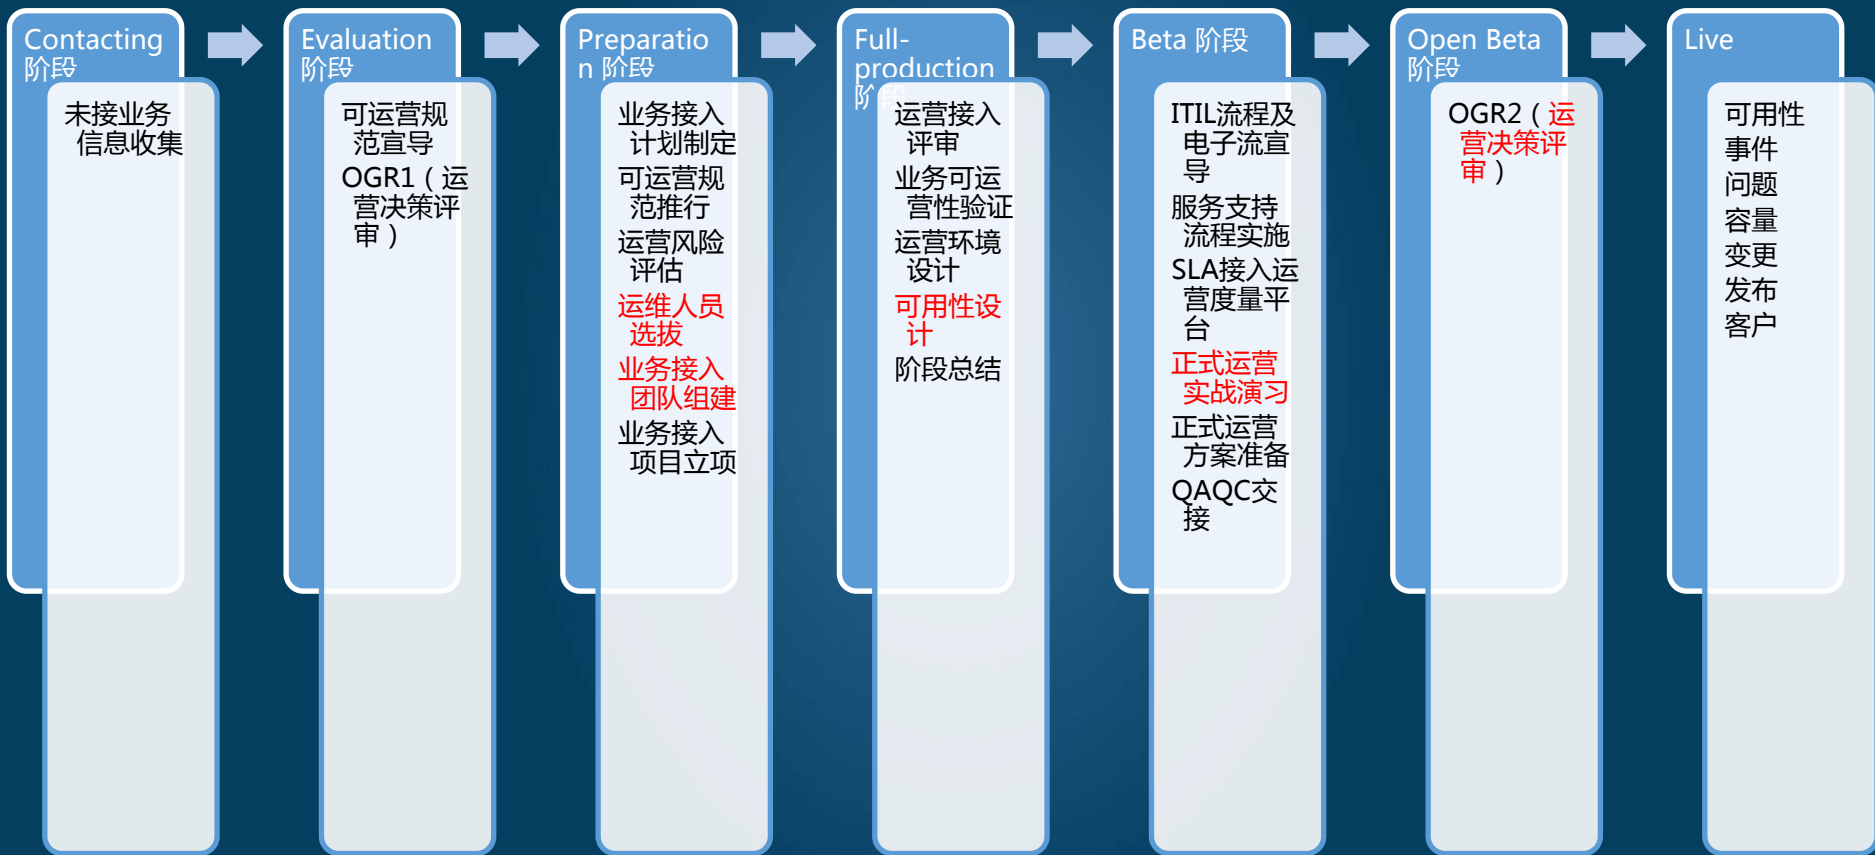 Contacting
阶段
未接业务
信息收集
Evaluation
阶段
可运营规
范宣导
OGR1（运
营决策评
审）
Preparatio
n 阶段
业务接入
计划制定
可运营规
范推行
运营风险
评估
运维人员
选拔
业务接入
团队组建
业务接入
项目立项
Full-
production
阶段
运营接入
评审
业务可运
营性验证
运营环境
设计
可用性设
计
阶段总结
Beta 阶段
ITIL流程及
电子流宣
导
服务支持
流程实施
SLA接入运
营度量平
台
正式运营
实战演习
正式运营
方案准备
QAQC交
接
Open Beta
阶段
OGR2（运
营决策评
审）
Live
可用性
事件
问题
容量
变更
发布
客户